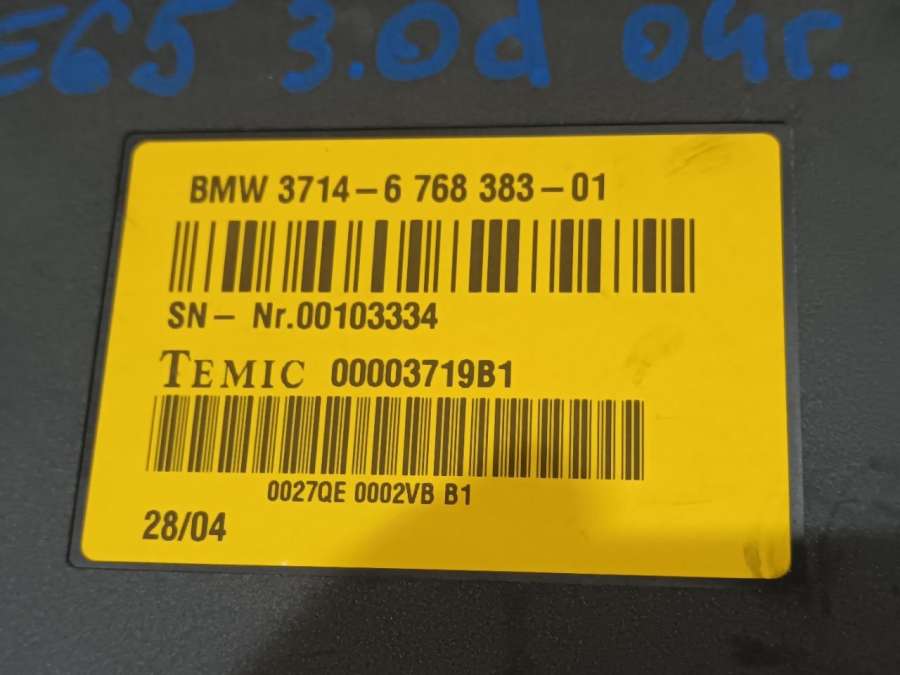 E65 3.0d 04г.
BMW 3714-6 768 383-01
SN- Nr.00103334
TEMIC 00003719B1
0027QE 0002VB B1
28/04